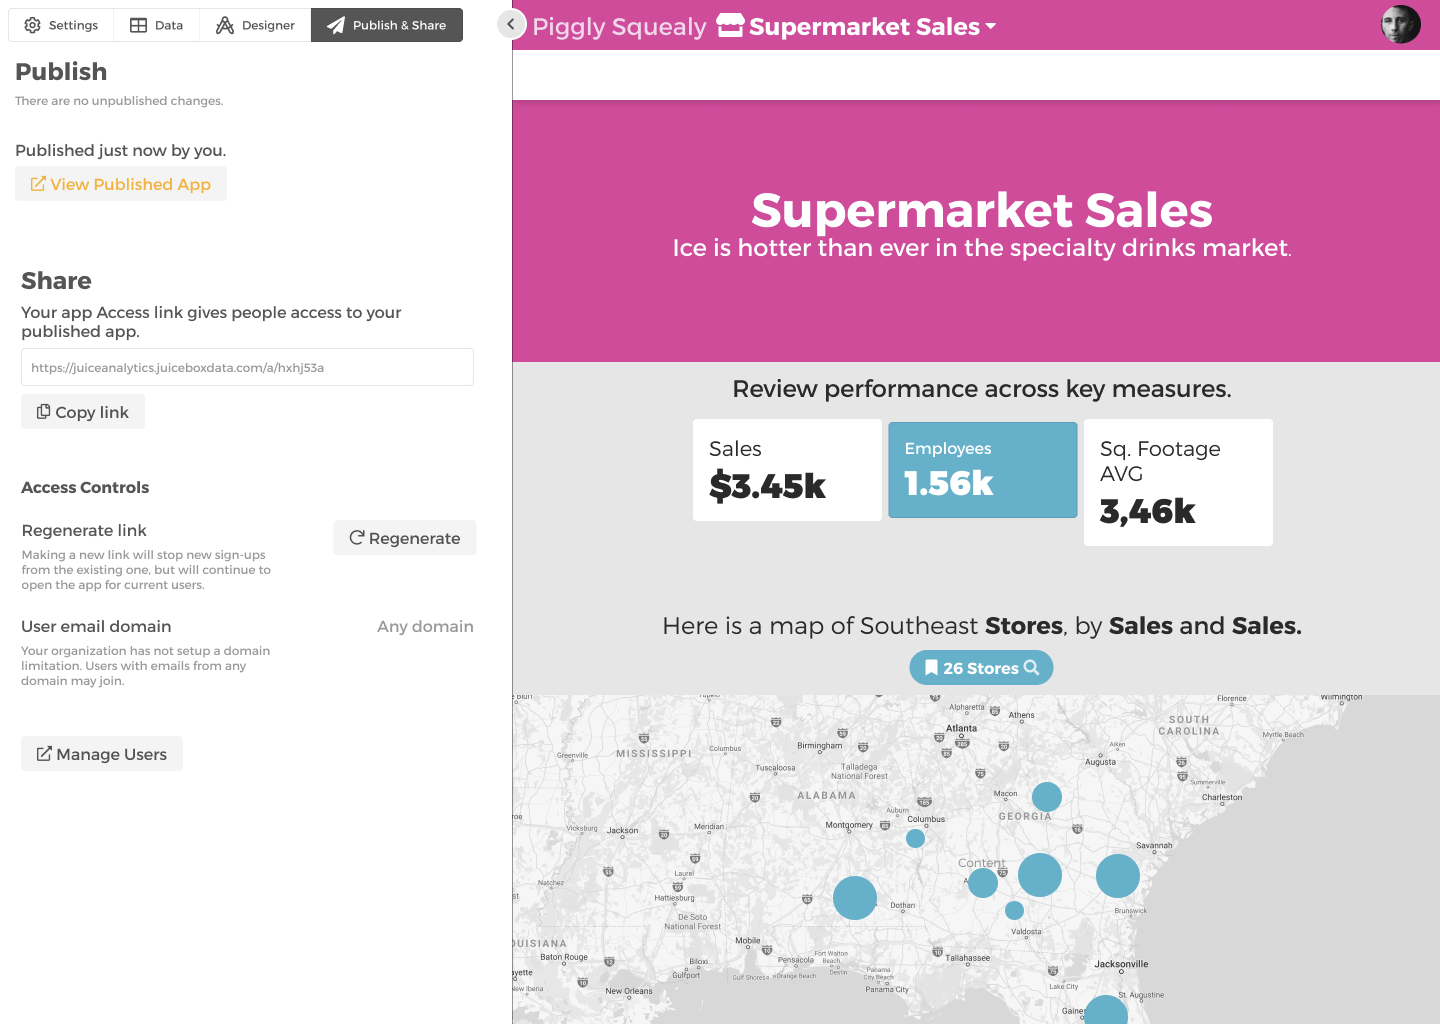 Settings
Data
Designer
Publish & Share
Publish
There are no unpublished changes.
Published just now by you.
View Published App
Share
Your app Access link gives people access to your
published app.
https://juiceanalytics.juiceboxdata.com/a/hxhj53a
Copy link
Access Controls
Regenerate link
Regenerate
Making a new link will stop new sign-ups
from the existing one, but will continue to
open the app for current users.
User email domain
Any domain
Your organization has not setup a domain
limitation. Users with emails from any
domain may join.
Manage Users
Piggly Squealy
Supermarket Sales
Supermarket Sales
Ice is hotter than ever in the specialty drinks market.
Review performance across key measures.
Sales
$3.45k
Employees
1.56k
Sq. Footage
AVG
3,46k
Here is a map of Southeast Stores, by Sales and Sales.
26 Stores
Florence
Wilmington
Alpharetta
Athens
Atlanta
SOUTH
CAROLINA
Myrtle Beach
Birmingham
Columbus
MISSISSIPPI
Greenville
Aiken
Augusta
Tuscaloosa
Talladega
National Forest
Summerville
Charleston
ALABAMA
Macon
Auburn
GEORGIA
Columbus
Montgomery
Vicksburg
Jackson
Meridian
Savannah
Content
Laurel
Natchez
Hattiesburg
Dothan
Brunswick
De Soto
National Forest
Valdosta
Mobile
Tallahassee
Jacksonville
Baton Rouge
Biloxi
Gulfport
Pensacola
Fort Walton
Beach
Destin
Gulf Shores
Orange Beach
Panama
City Beach
Panama City
Lake City
New Iberia
New Orleans
St. Augustine